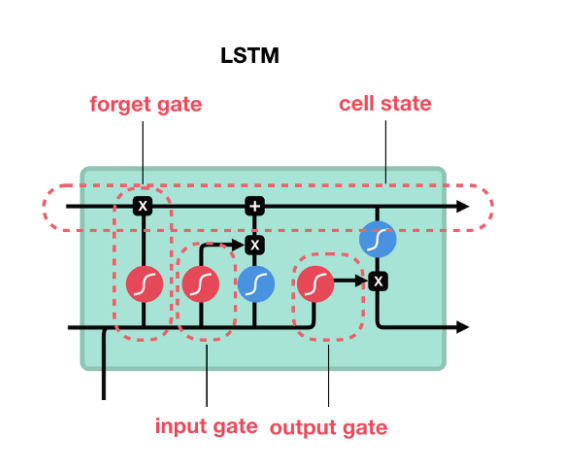 LSTM
forget gate
cell state
X
+
X
X
input gate
output gate